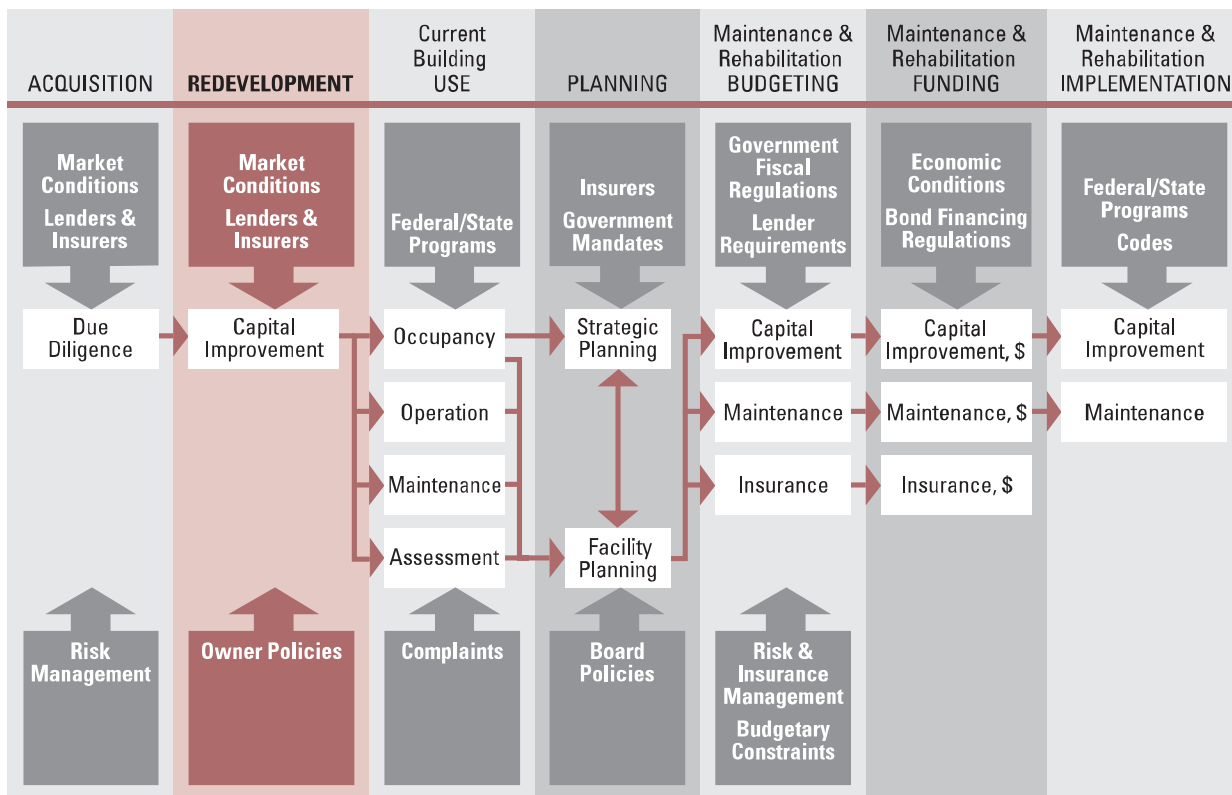 ACQUISITION
REDEVELOPMENT
Current
Building
USE
PLANNING
Maintenance &
Rehabilitation
BUDGETING
Maintenance &
Rehabilitation
FUNDING
Maintenance &
Rehabilitation
IMPLEMENTATION
Market
Conditions
Lenders &
Insurers
Market
Conditions
Lenders &
Insurers
Federal/State
Programs
Insurers
Government
Mandates
Government
Fiscal
Regulations
Lender
Requirements
Economic
Conditions
Bond Financing
Regulations
Federal/State
Programs
Codes
Due
Diligence
Capital
Improvement
Occupancy
Strategic
Planning
Capital
Improvement
Capital
Improvement, $
Capital
Improvement
Operation
Maintenance
Maintenance, $
Maintenance
Maintenance
Insurance
Insurance, $
Assessment
Facility
Planning
Risk
Management
Owner Policies
Complaints
Board
Policies
Risk &
Insurance
Management
Budgetary
Constraints